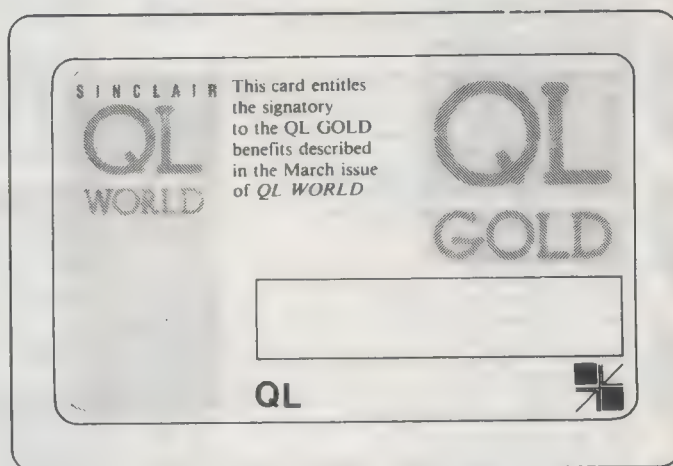 SINCLAIR
QL
WORLD
This card entitles
the signatory
to the QL GOLD
benefits described
in the March issue
of QL WORLD
QL
GOLD
QL